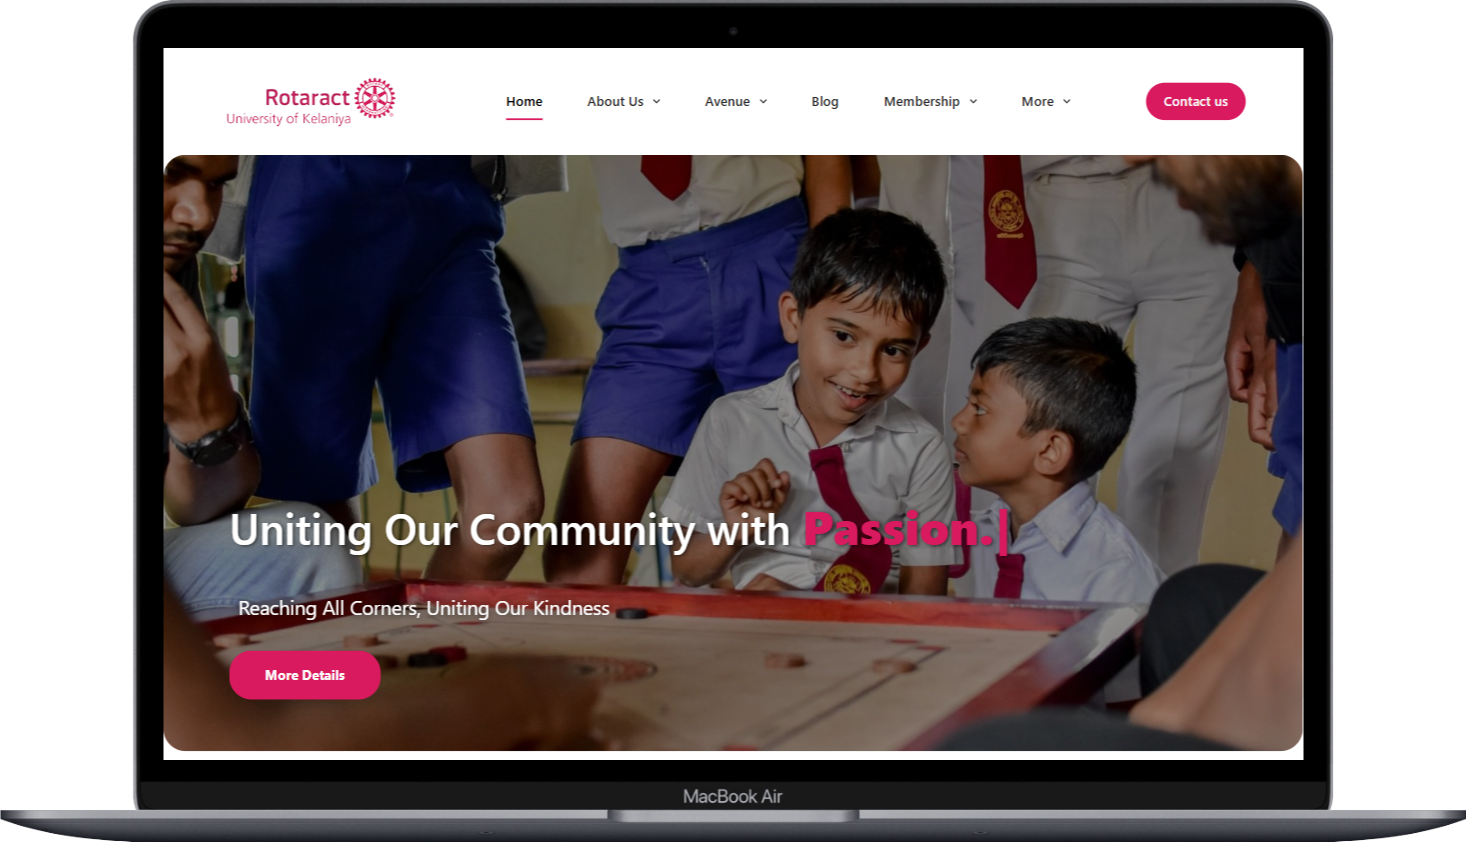 Rotaract
University of Kelaniya
Home About Us Avenue Blog Membership More Contact us
Uniting Our Community with Passion.|
Reaching All Corners, Uniting Our Kindness
More Details
MacBook Air